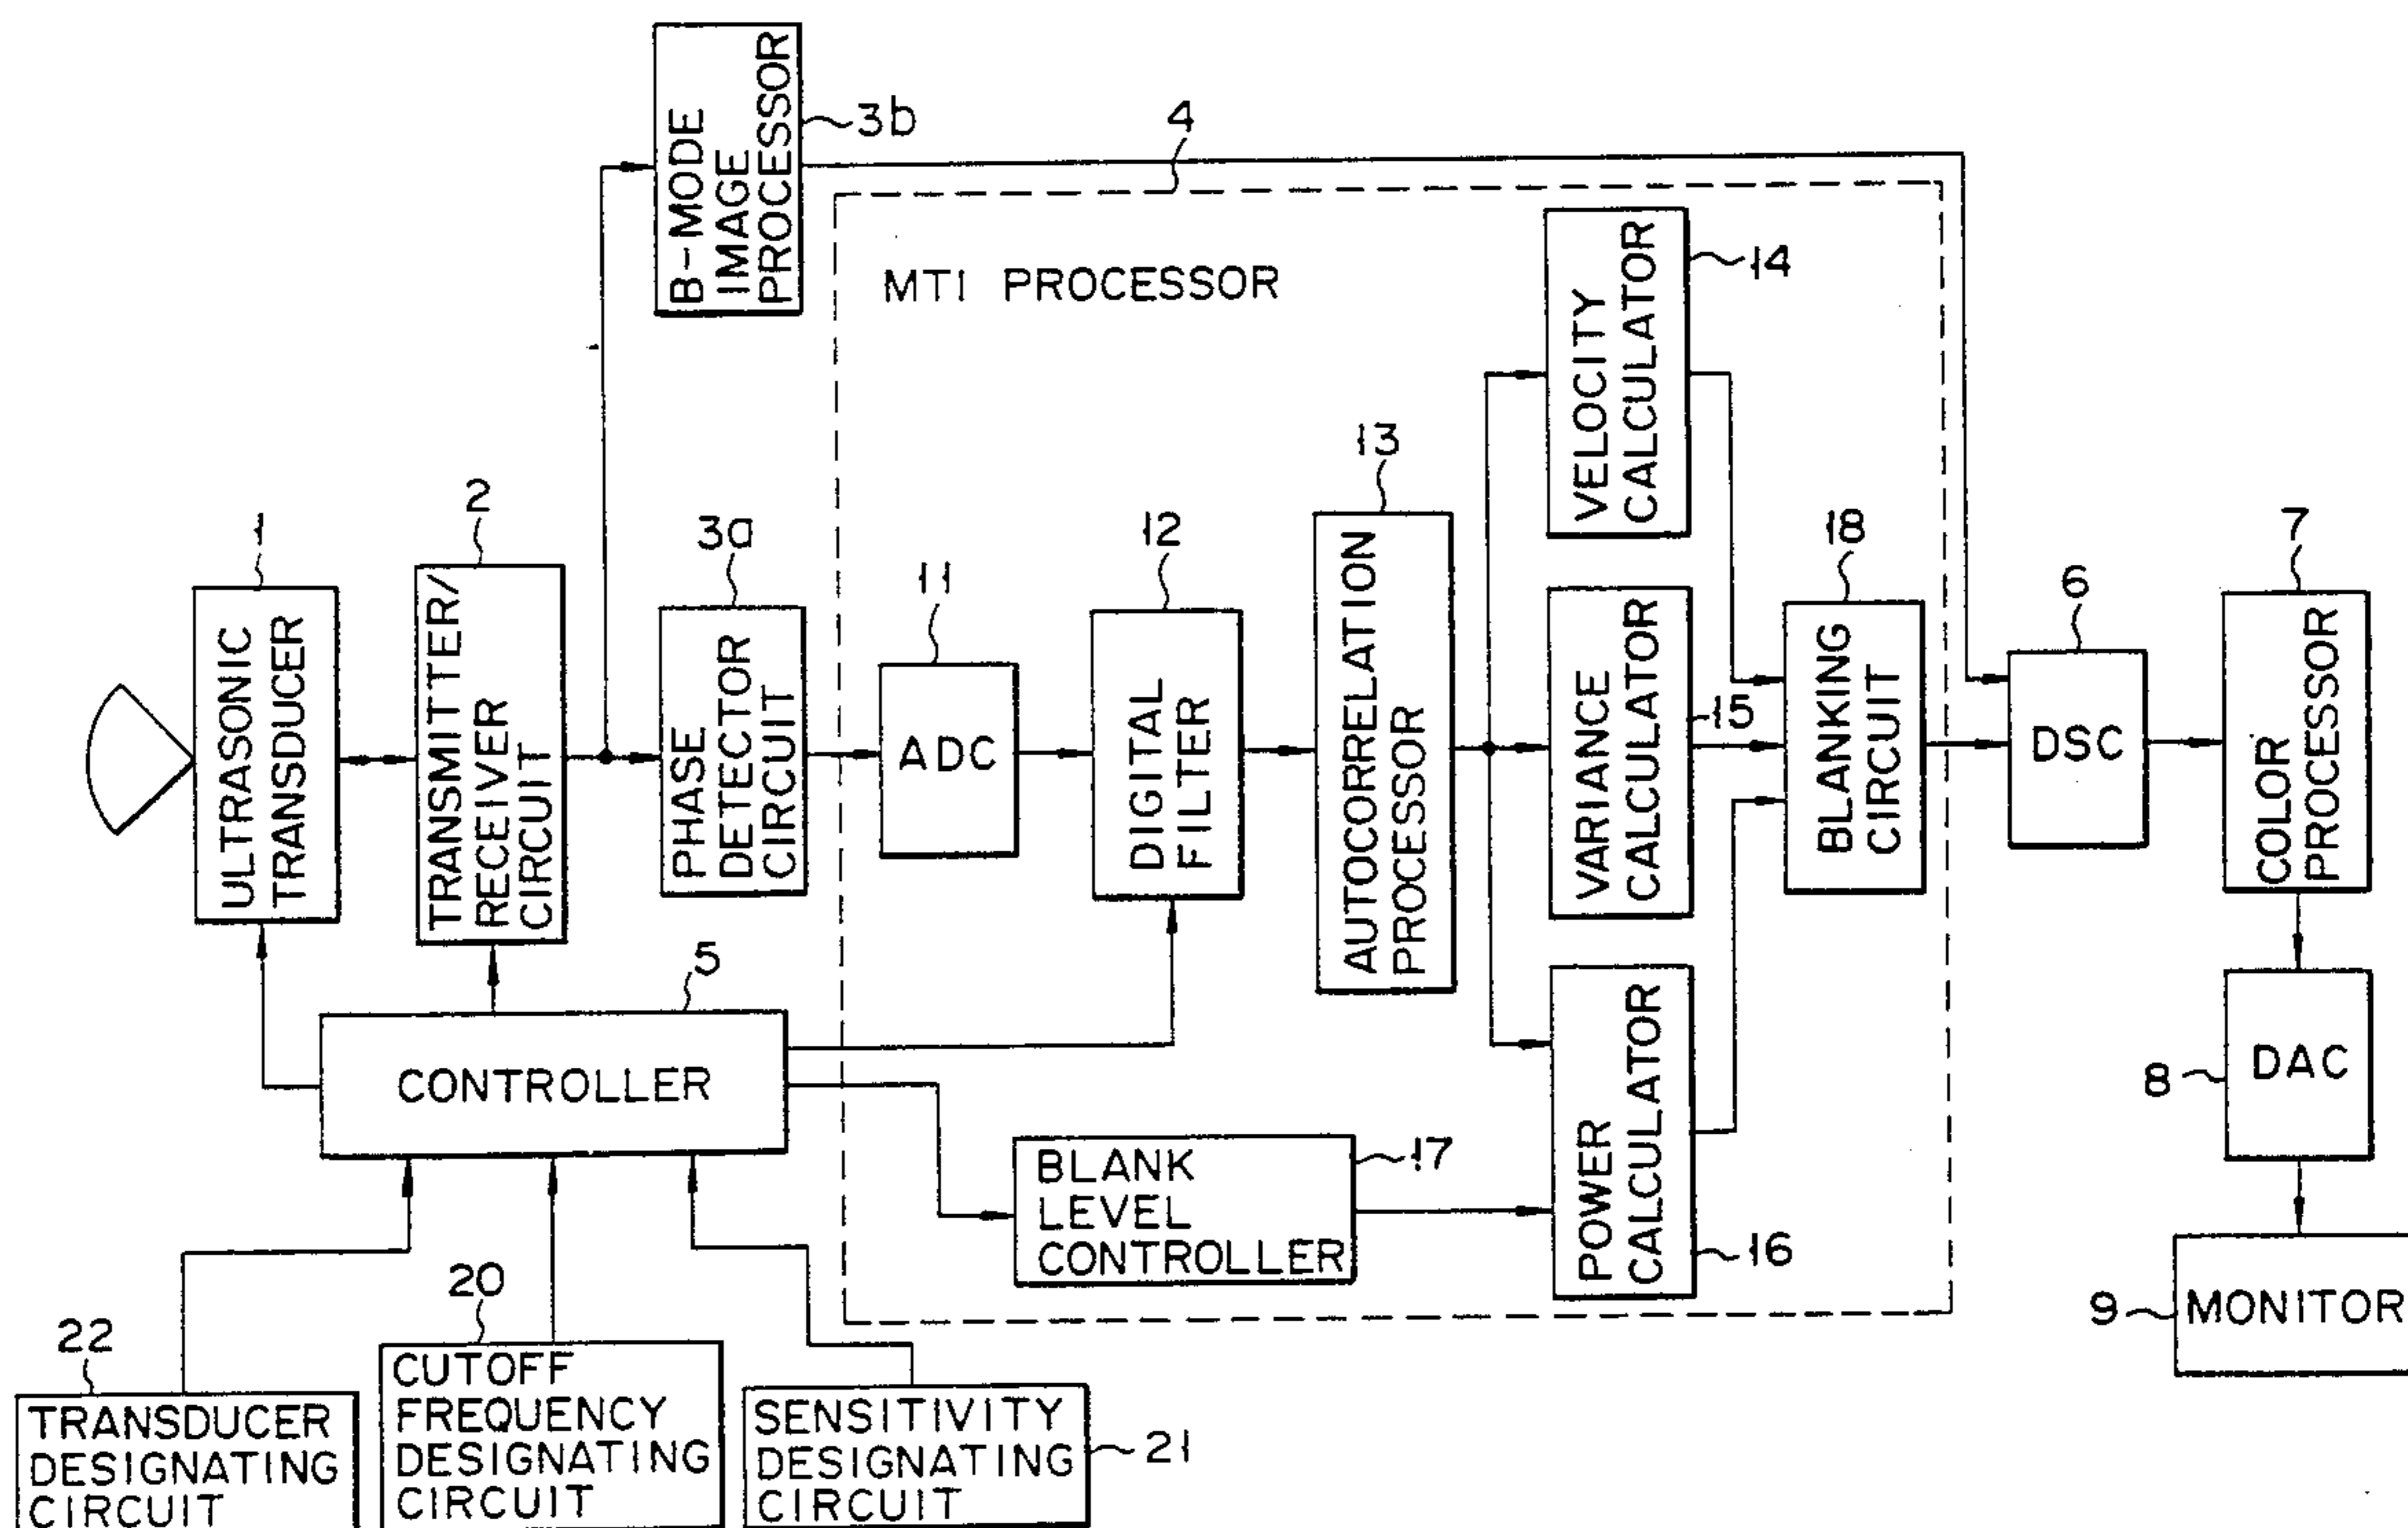 B-MODE
IMAGE
PROCESSOR
3b
4
MTI PROCESSOR
VELOCITY
CALCULATOR
14
1
ULTRASONIC
TRANSDUCER
2
TRANSMITTER/
RECEIVER
CIRCUIT
3a
PHASE
DETECTOR
CIRCUIT
11
ADC
12
DIGITAL
FILTER
13
AUTOCORRELATION
PROCESSOR
VARIANCE
CALCULATOR
15
18
BLANKING
CIRCUIT
6
DSC
7
COLOR
PROCESSOR
5
CONTROLLER
BLANK
LEVEL
CONTROLLER
17
POWER
CALCULATOR
16
8
DAC
9
MONITOR
22
TRANSDUCER
DESIGNATING
CIRCUIT
20
CUTOFF
FREQUENCY
DESIGNATING
CIRCUIT
SENSITIVITY
DESIGNATING
CIRCUIT
21